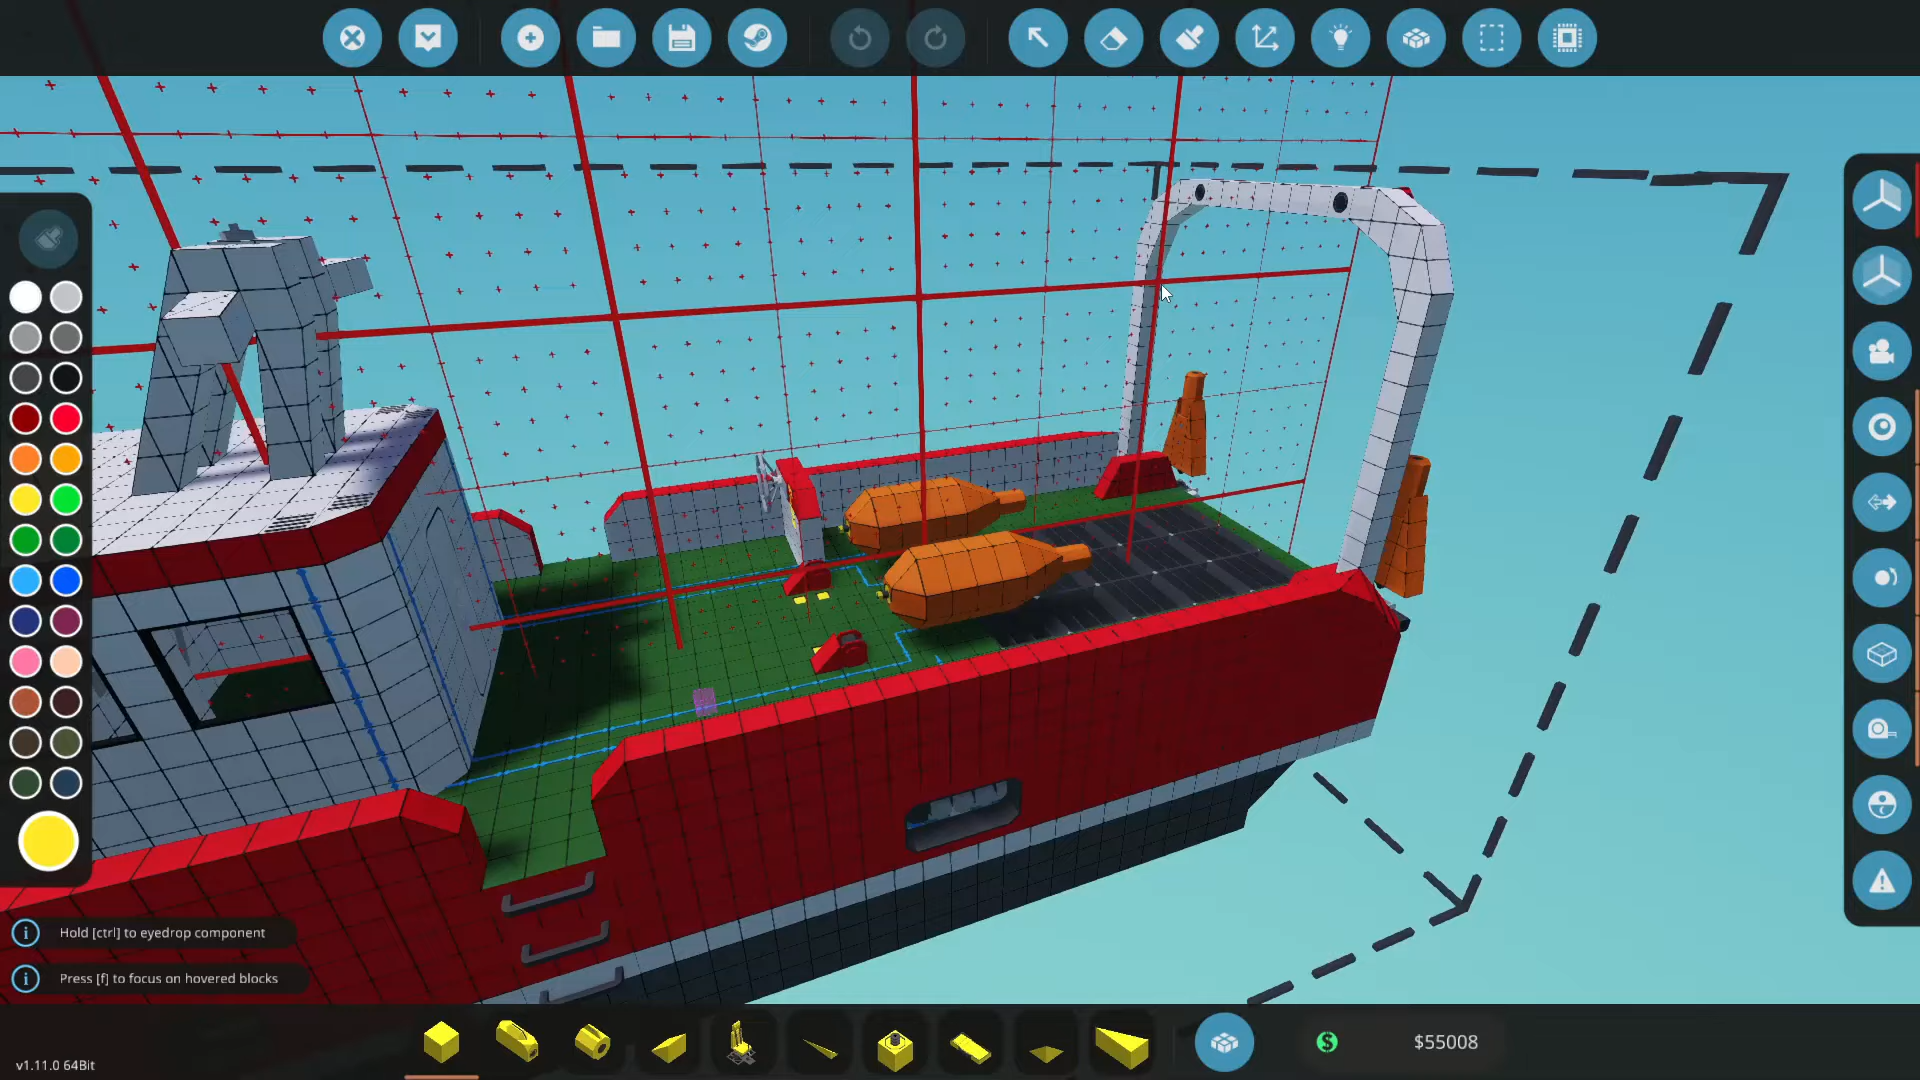 Hold [ctrl] to eyedrop component
Press [f] to focus on hovered blocks
v1.11.0 64Bit
$55008